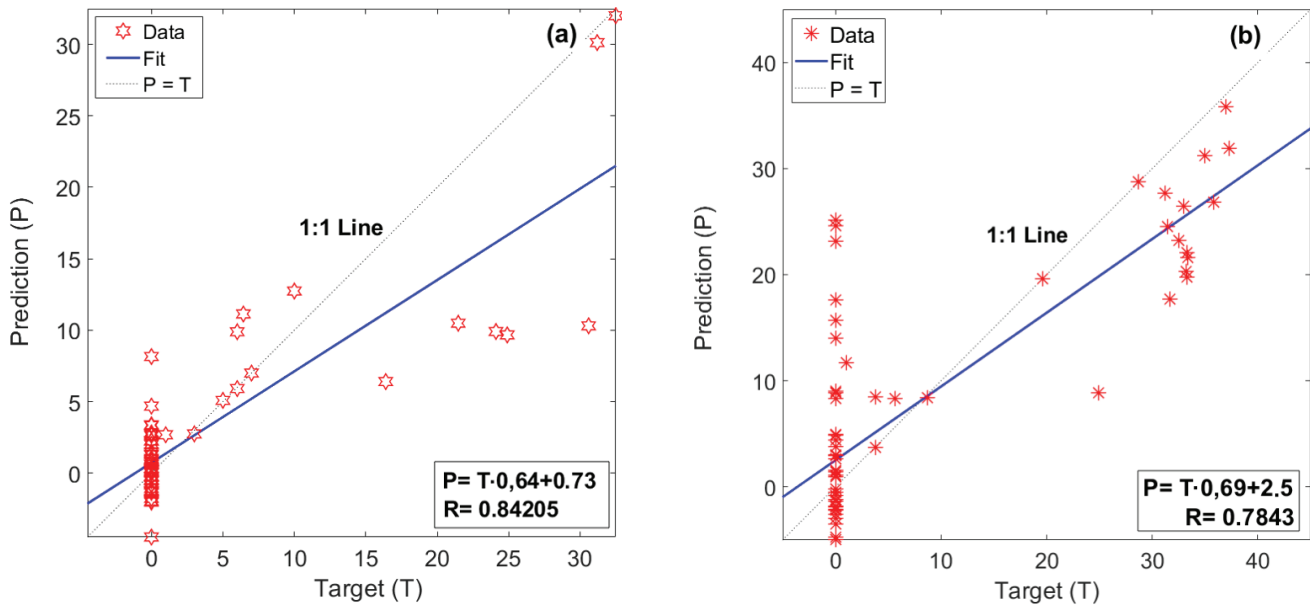 (a)
Data
Fit
P = T
30
25
20
15
10
5
0
Prediction (P)
1:1 Line
P= T·0,64+0.73
R= 0.84205
0 5 10 15 20 25 30
Target (T)
(b)
Data
Fit
P = T
40
30
20
10
0
Prediction (P)
1:1 Line
P= T·0,69+2.5
R= 0.7843
0 10 20 30 40
Target (T)